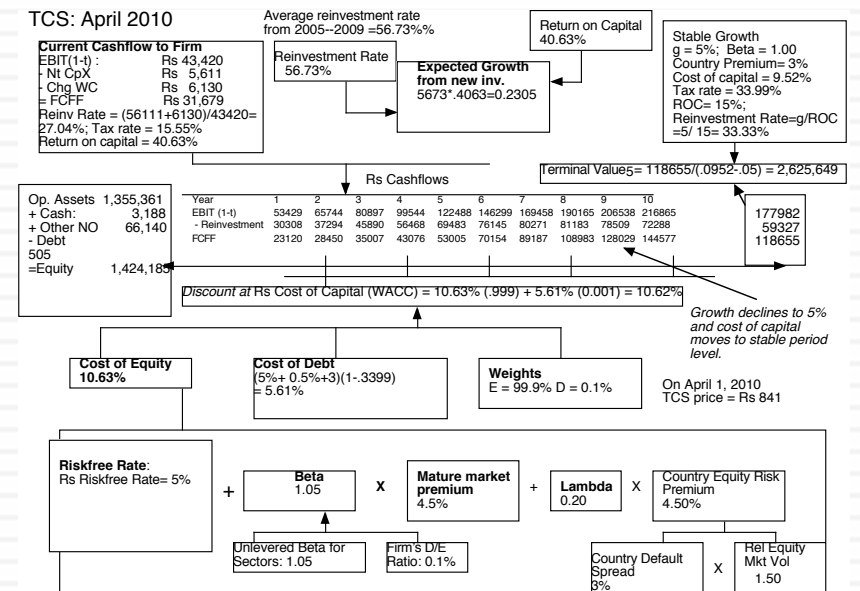 TCS: April 2010
Average reinvestment rate
from 2005--2009 =56.73%%
Return on Capital
40.63%
Current Cashflow to Firm
EBIT(1-t) : Rs 43,420
- Nt CpX Rs 5,611
- Chg WC Rs 6,130
= FCFF Rs 31,679
Reinv Rate = (56111+6130)/43420=
27.04%; Tax rate = 15.55%
Return on capital = 40.63%
Reinvestment Rate
56.73%
Expected Growth
from new inv.
5673*.4063=0.2305
Stable Growth
g = 5%; Beta = 1.00
Country Premium= 3%
Cost of capital = 9.52%
Tax rate = 33.99%
ROC= 15%;
Reinvestment Rate=g/ROC
=5/ 15= 33.33%
Terminal Value5= 118655/(.0952-.05) = 2,625,649
Rs Cashflows
Op. Assets 1,355,361
+ Cash: 3,188
+ Other NO 66,140
- Debt
505
=Equity 1,424,185
Year 1 2 3 4 5 6 7 8 9 10
EBIT (1-t) 53429 65744 80897 99544 122488 146299 169458 190165 206538 216865
- Reinvestment 30308 37294 45890 56468 69483 76145 80271 81183 78509 72288
FCFF 23120 28450 35007 43076 53005 70154 89187 108983 128029 144577
177982
59327
118655
Discount at Rs Cost of Capital (WACC) = 10.63% (.999) + 5.61% (0.001) = 10.62%
Growth declines to 5%
and cost of capital
moves to stable period
level.
Cost of Equity
10.63%
Cost of Debt
(5%+ 0.5%+3)(1-.3399)
= 5.61%
Weights
E = 99.9% D = 0.1%
On April 1, 2010
TCS price = Rs 841
Riskfree Rate:
Rs Riskfree Rate= 5%
+
Beta
1.05
X
Mature market
premium
4.5%
+
Lambda
0.20
X
Country Equity Risk
Premium
4.50%
Unlevered Beta for
Sectors: 1.05
Firm's D/E
Ratio: 0.1%
Country Default
Spread
3%
X
Rel Equity
Mkt Vol
1.50